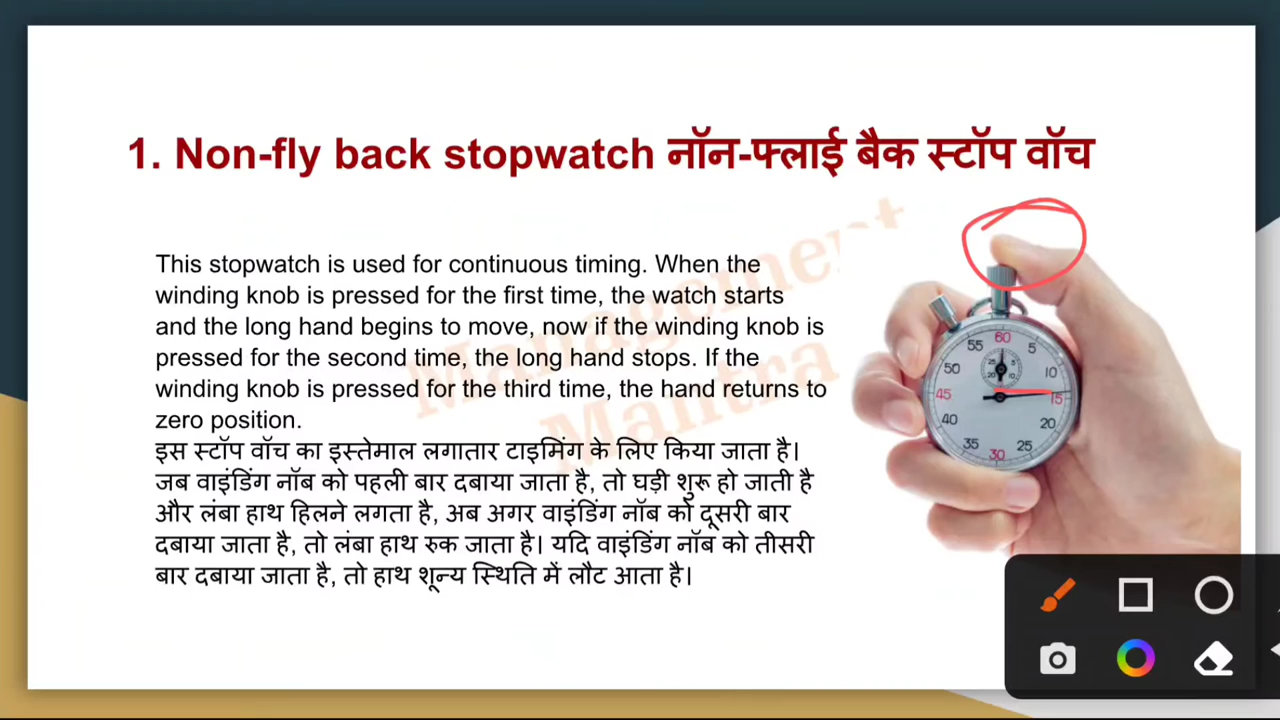 1. Non-fly back stopwatch नॉन-फ्लाई बैक स्टॉप वॉच
This stopwatch is used for continuous timing. When the
winding knob is pressed for the first time, the watch starts
and the long hand begins to move, now if the winding knob is
pressed for the second time, the long hand stops. If the
winding knob is pressed for the third time, the hand returns to
zero position.
इस स्टॉप वॉच का इस्तेमाल लगातार टाइमिंग के लिए किया जाता है।
जब वाइंडिंग नॉब को पहली बार दबाया जाता है, तो घड़ी शुरू हो जाती है
और लंबा हाथ हिलने लगता है, अब अगर वाइंडिंग नॉब को दूसरी बार
दबाया जाता है, तो लंबा हाथ रुक जाता है। यदि वाइंडिंग नॉब को तीसरी
बार दबाया जाता है, तो हाथ शून्य स्थिति में लौट आता है।
Management
Mantra
60
55 5
50 10
45 15
40 20
35 25
30